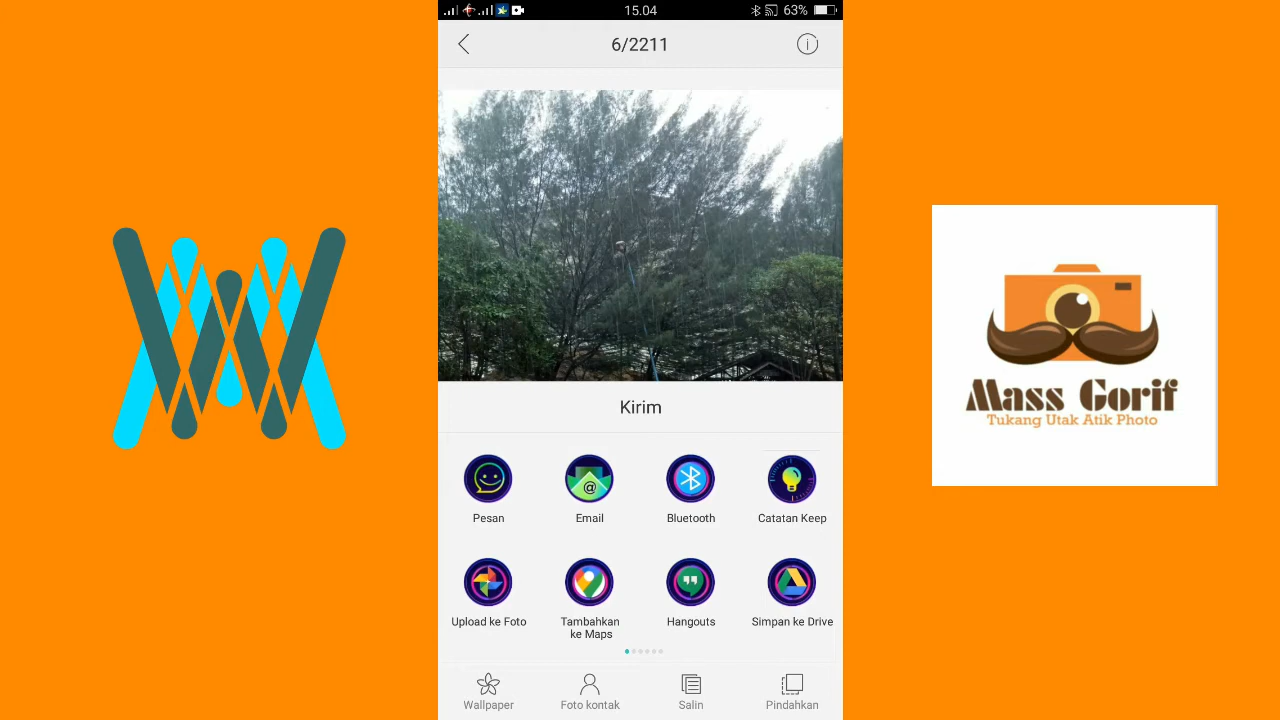 15.04
63%
6/2211
Kirim
Pesan
Email
Bluetooth
Catatan Keep
Upload ke Foto
Tambahkan
ke Maps
Hangouts
Simpan ke Drive
Wallpaper
Foto kontak
Salin
Pindahkan
Mass Gorif
Tukang Utak Atik Photo